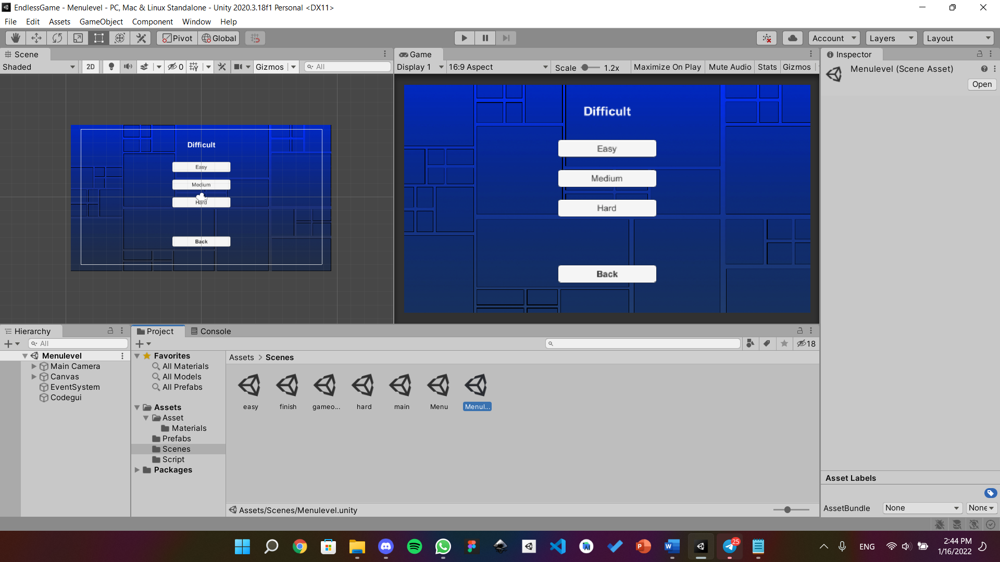 EndlessGame - Menulevel - PC, Mac & Linux Standalone - Unity 2020.3.18f1 Personal <DX11>
File Edit Assets GameObject Component Window Help
Pivot Global Account Layers Layout
Scene
Shaded 2D 0 Gizmos All
Difficult
Easy
Medium
Hard
Back
Game
Display 1 16:9 Aspect Scale 1.2x Maximize On Play Mute Audio Stats Gizmos
Difficult
Easy
Medium
Hard
Back
Inspector
Menulevel (Scene Asset)
Open
Hierarchy
All
Menulevel
Main Camera
Canvas
EventSystem
Codegui
Project Console
18
Favorites
All Materials
All Models
All Prefabs
Assets
Asset
Materials
Prefabs
Scenes
Script
Packages
Assets > Scenes
easy finish gameo... hard main Menu Menul...
Assets/Scenes/Menulevel.unity
Asset Labels
AssetBundle None None
25
ENG
2:44 PM
1/16/2022